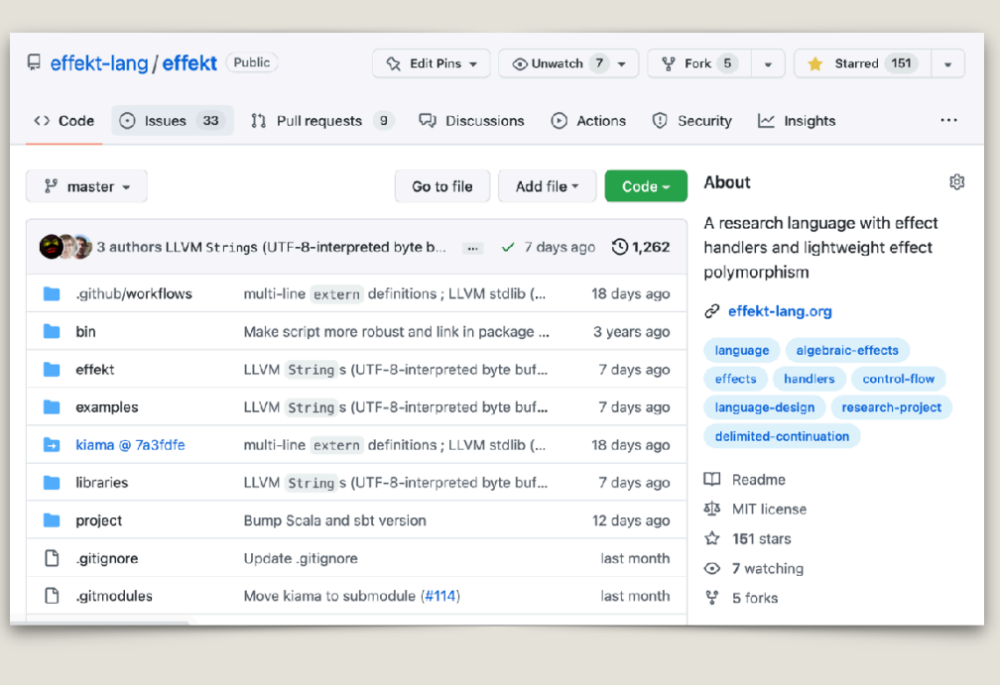 effekt-lang / effekt Public Edit Pins Unwatch 7 Fork 5 Starred 151
Code Issues 33 Pull requests 9 Discussions Actions Security Insights ...
master Go to file Add file Code
3 authors LLVM Strings (UTF-8-interpreted byte b... ... 7 days ago 1,262
.github/workflows multi-line extern definitions ; LLVM stdlib (... 18 days ago
bin Make script more robust and link in package ... 3 years ago
effekt LLVM Strings (UTF-8-interpreted byte buf... 7 days ago
examples LLVM Strings (UTF-8-interpreted byte buf... 7 days ago
kiama @ 7a3fdfe multi-line extern definitions ; LLVM stdlib (... 18 days ago
libraries LLVM Strings (UTF-8-interpreted byte buf... 7 days ago
project Bump Scala and sbt version 12 days ago
.gitignore Update .gitignore last month
.gitmodules Move kiama to submodule (#114) last month
About
A research language with effect
handlers and lightweight effect
polymorphism
effekt-lang.org
language algebraic-effects
effects handlers control-flow
language-design research-project
delimited-continuation
Readme
MIT license
151 stars
7 watching
5 forks